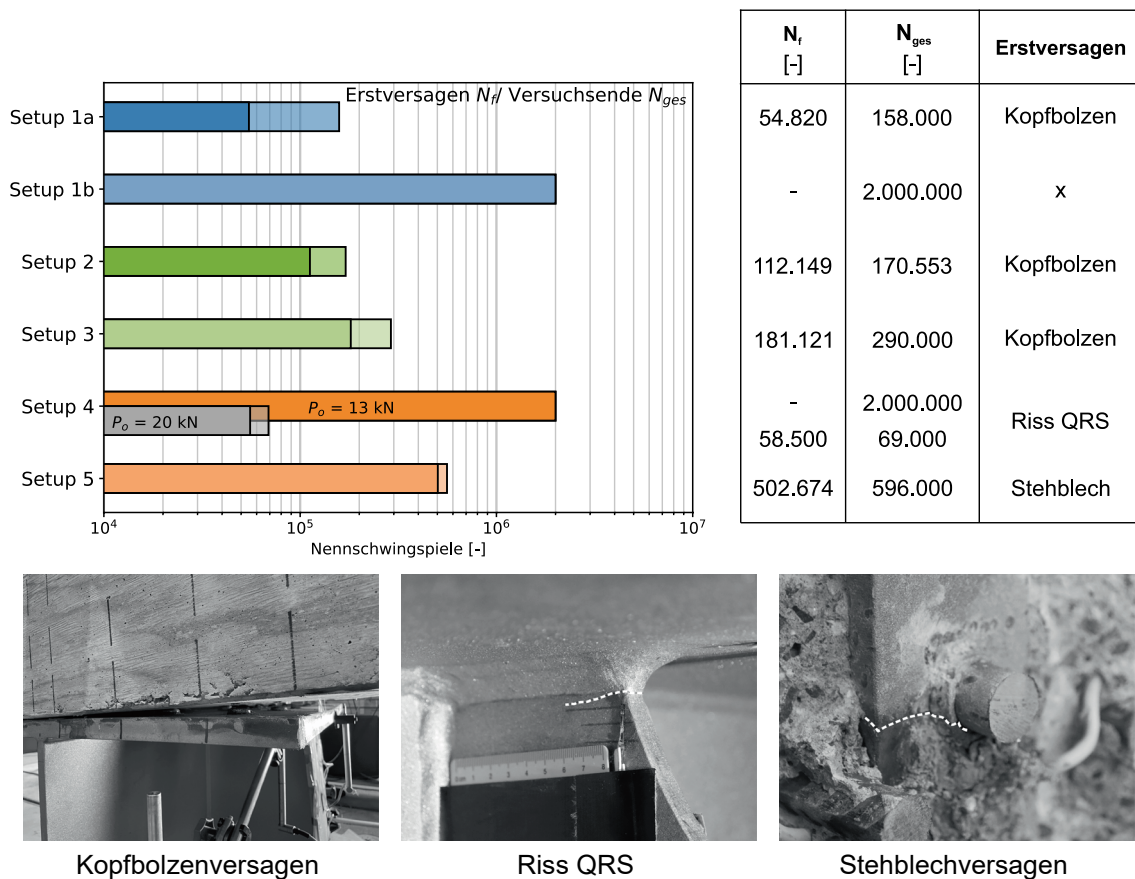 Erstversagen N_f/ Versuchsende N_ges
Setup 1a
Setup 1b
Setup 2
Setup 3
Setup 4
P_o = 13 kN
P_o = 20 kN
Setup 5
10^4 10^5 10^6 10^7
Nennschwingspiele [-]
N_f N_ges Erstversagen
[-] [-]
54.820 158.000 Kopfbolzen
- 2.000.000 x
112.149 170.553 Kopfbolzen
181.121 290.000 Kopfbolzen
- 2.000.000
58.500 69.000 Riss QRS
502.674 596.000 Stehblech
Kopfbolzenversagen Riss QRS Stehblechversagen